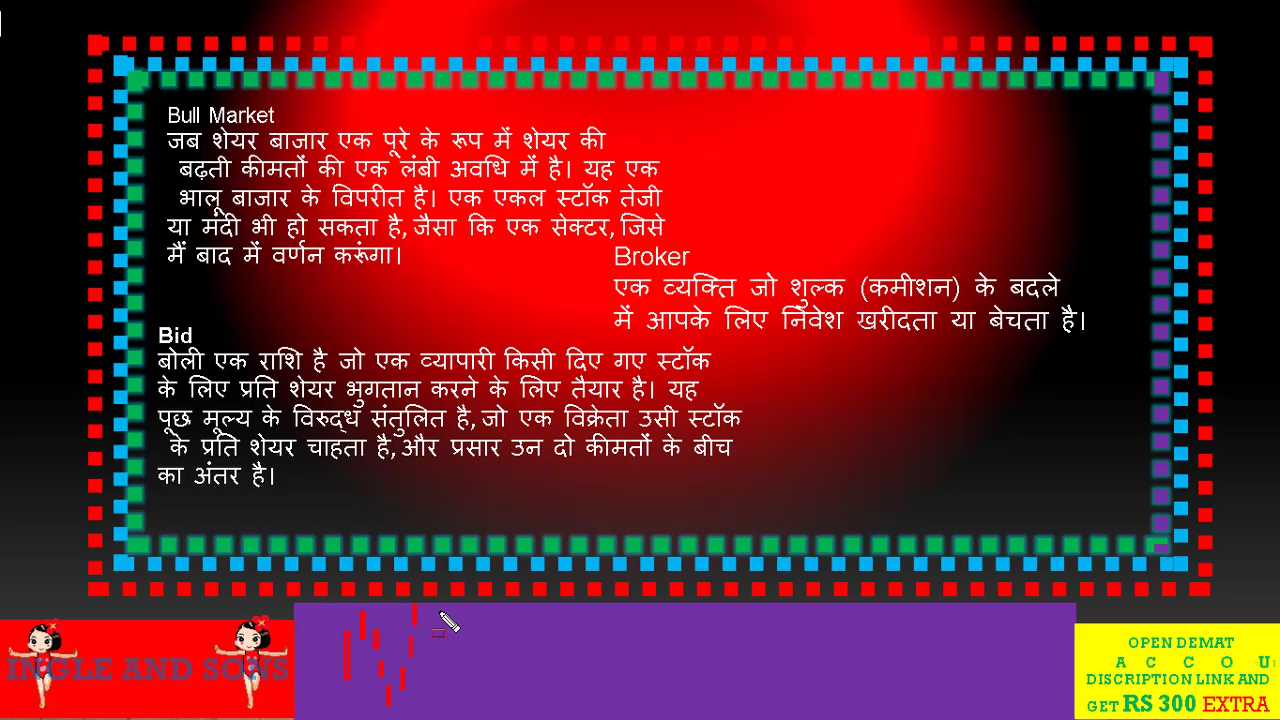 Bull Market
जब शेयर बाजार एक पूरे के रूप में शेयर की
बढ़ती कीमतों की एक लंबी अवधि में है। यह एक
भालू बाजार के विपरीत है। एक एकल स्टॉक तेजी
या मंदी भी हो सकता है, जैसा कि एक सेक्टर, जिसे
मैं बाद में वर्णन करूंगा।
Broker
एक व्यक्ति जो शुल्क (कमीशन) के बदले
में आपके लिए निवेश खरीदता या बेचता है।
Bid
बोली एक राशि है जो एक व्यापारी किसी दिए गए स्टॉक
के लिए प्रति शेयर भुगतान करने के लिए तैयार है। यह
पूछ मूल्य के विरुद्ध संतुलित है, जो एक विक्रेता उसी स्टॉक
के प्रति शेयर चाहता है, और प्रसार उन दो कीमतों के बीच
का अंतर है।
INGLE AND SONS
OPEN DEMAT
A C C O U
DISCRIPTION LINK AND
GET RS 300 EXTRA